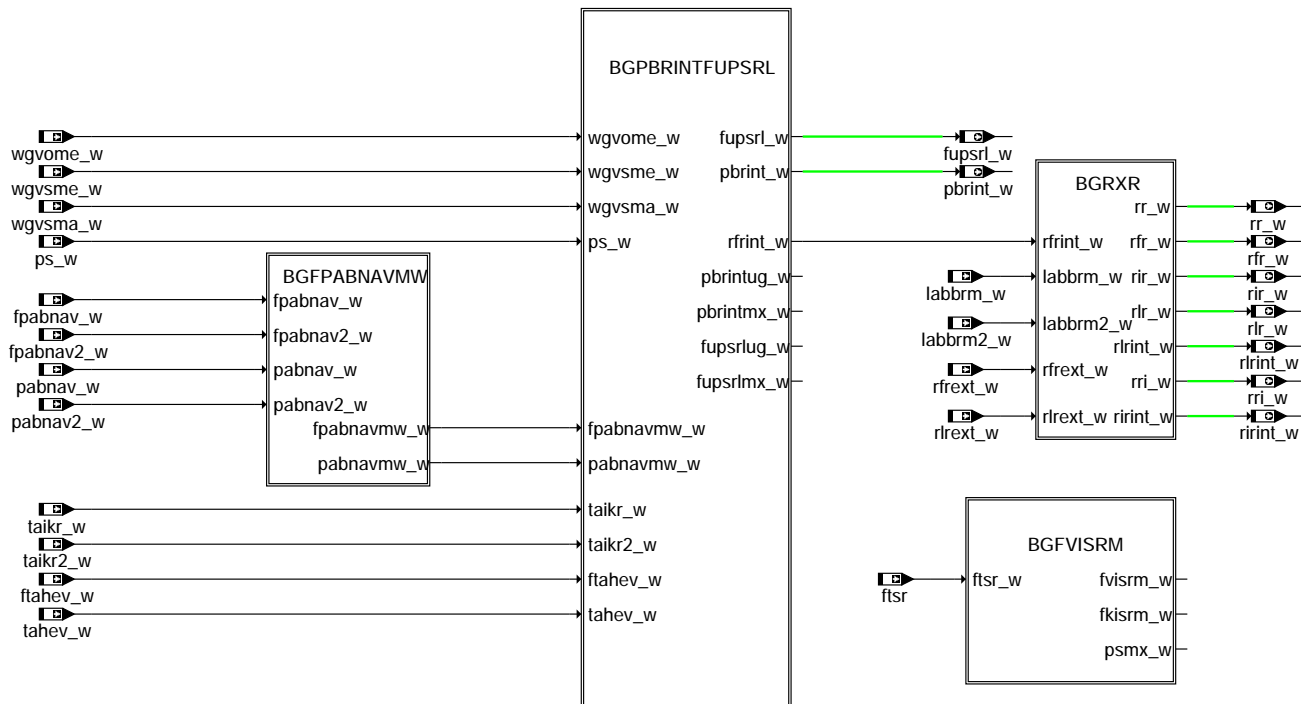 BGPBRINTFUPSRL
wgvome_w
wgvsme_w
wgvsma_w
ps_w
wgvome_w
wgvsme_w
wgvsma_w
ps_w
fupsrl_w
pbrint_w
rfrint_w
pbrintug_w
pbrintmx_w
fupsrlug_w
fupsrlmx_w
fupsrl_w
pbrint_w
BGFPABNAVMW
fpabnav_w
fpabnav2_w
pabnav_w
pabnav2_w
fpabnav_w
fpabnav2_w
pabnav_w
pabnav2_w
fpabnavmw_w
pabnavmw_w
fpabnavmw_w
pabnavmw_w
taikr_w
taikr2_w
ftahev_w
tahev_w
taikr_w
taikr2_w
ftahev_w
tahev_w
BGRXR
labbrm_w
labbrm2_w
rfrext_w
rlrext_w
rfrint_w
labbrm_w
labbrm2_w
rfrext_w
rlrext_w
rr_w
rfr_w
rir_w
rlr_w
rlrint_w
rri_w
rirint_w
rr_w
rfr_w
rir_w
rlr_w
rlrint_w
rri_w
rirint_w
BGFVISRM
ftsr
ftsr_w
fvisrm_w
fkisrm_w
psmx_w